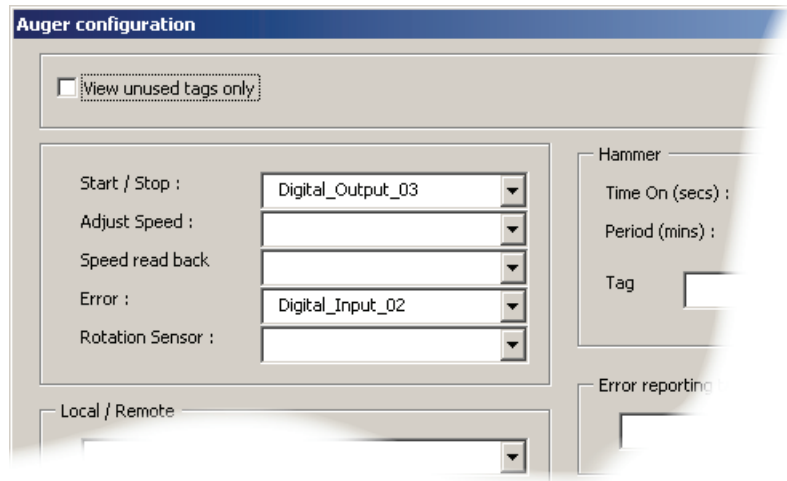 Auger configuration
View unused tags only
Start / Stop :
Digital_Output_03
Adjust Speed :
Speed read back
Error :
Digital_Input_02
Rotation Sensor :
Hammer
Time On (secs) :
Period (mins) :
Tag
Local / Remote
Error reporting